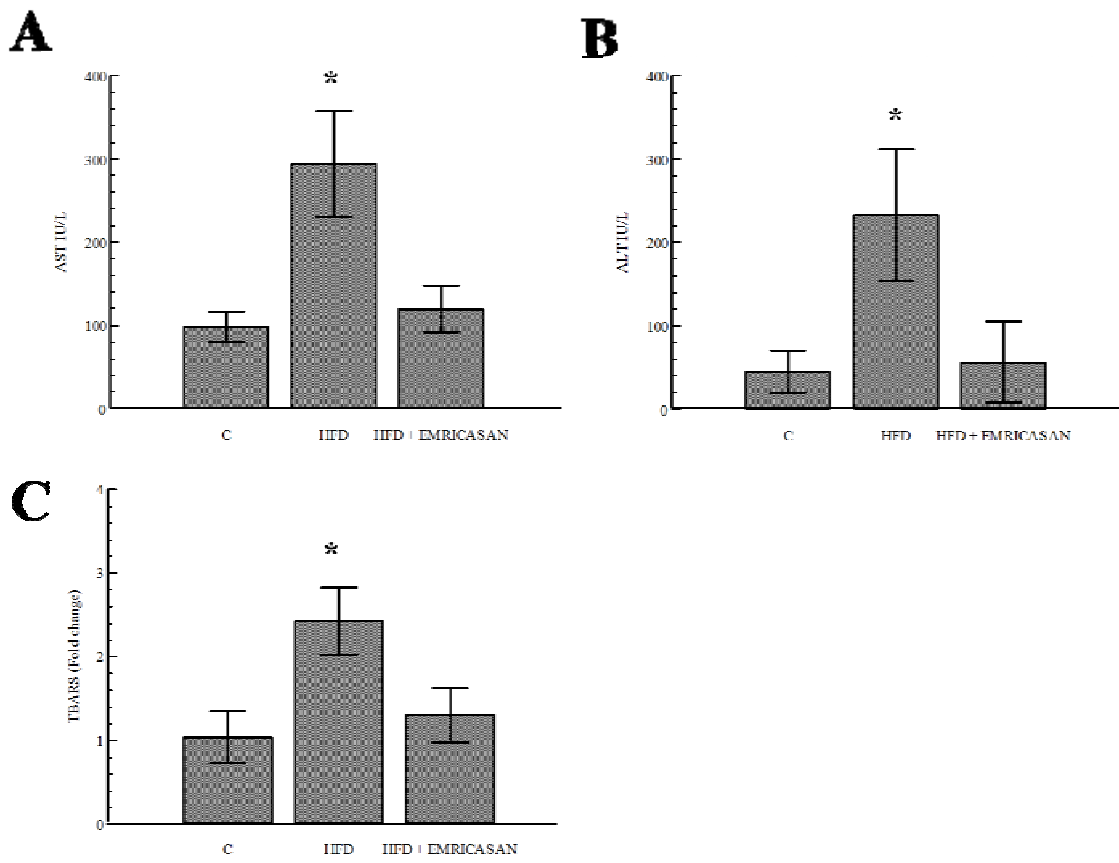 A
400
300
200
100
0
AST IU/L
*
C HFD HFD + EMRICASAN
B
400
300
200
100
0
ALT IU/L
*
C HFD HFD + EMRICASAN
C
4
3
2
1
0
TBARS (Fold change)
*
C HFD HFD + EMRICASAN